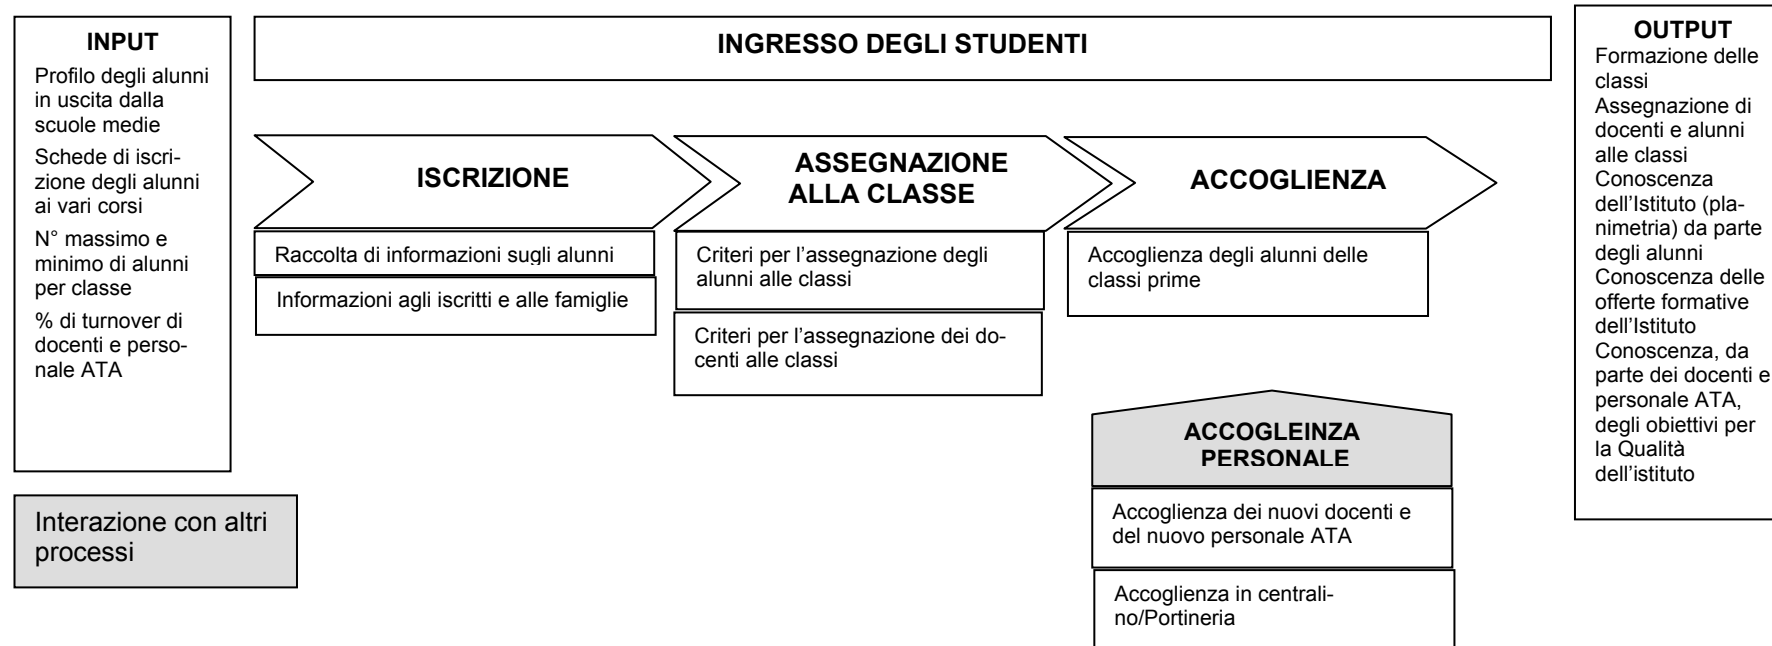 INPUT
Profilo degli alunni
in uscita dalla
scuole medie
Schede di iscri-
zione degli alunni
ai vari corsi
N° massimo e
minimo di alunni
per classe
% di turnover di
docenti e perso-
nale ATA
INGRESSO DEGLI STUDENTI
ISCRIZIONE
Raccolta di informazioni sugli alunni
Informazioni agli iscritti e alle famiglie
ASSEGNAZIONE
ALLA CLASSE
Criteri per l’assegnazione degli
alunni alle classi
Criteri per l’assegnazione dei do-
centi alle classi
ACCOGLIENZA
Accoglienza degli alunni delle
classi prime
ACCOGLEINZA
PERSONALE
Accoglienza dei nuovi docenti e
del nuovo personale ATA
Accoglienza in centrali-
no/Portineria
OUTPUT
Formazione delle
classi
Assegnazione di
docenti e alunni
alle classi
Conoscenza
dell’Istituto (pla-
nimetria) da parte
degli alunni
Conoscenza delle
offerte formative
dell’Istituto
Conoscenza, da
parte dei docenti e
personale ATA,
degli obiettivi per
la Qualità
dell’istituto
Interazione con altri
processi